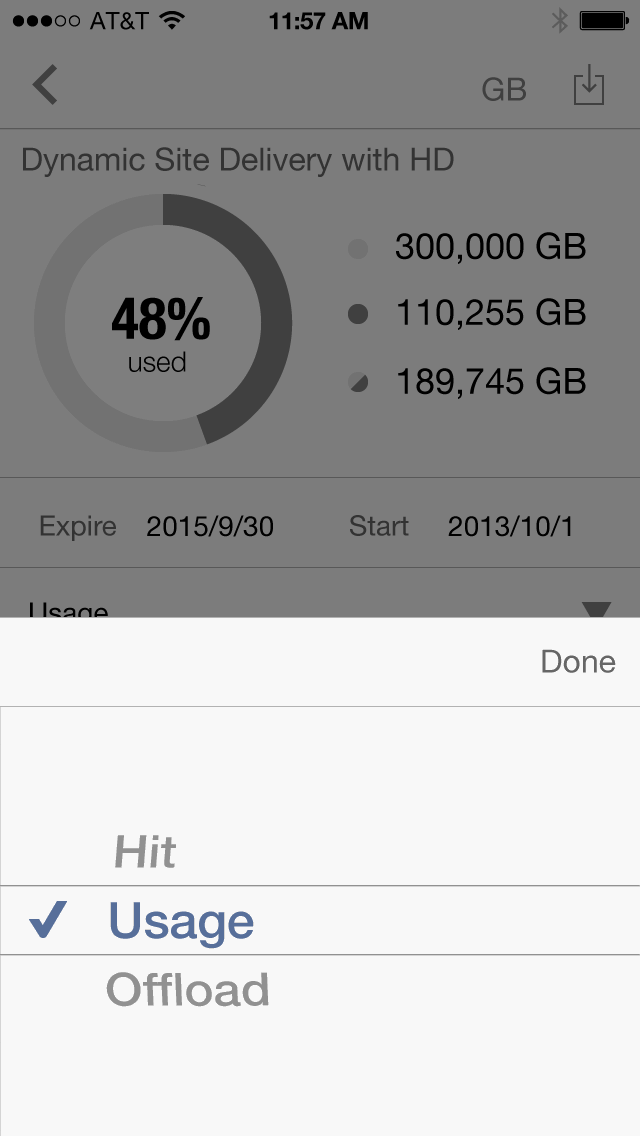 AT&T 11:57 AM
GB
Dynamic Site Delivery with HD
48%
used
300,000 GB
110,255 GB
189,745 GB
Expire 2015/9/30 Start 2013/10/1
Usage
Done
Hit
Usage
Offload